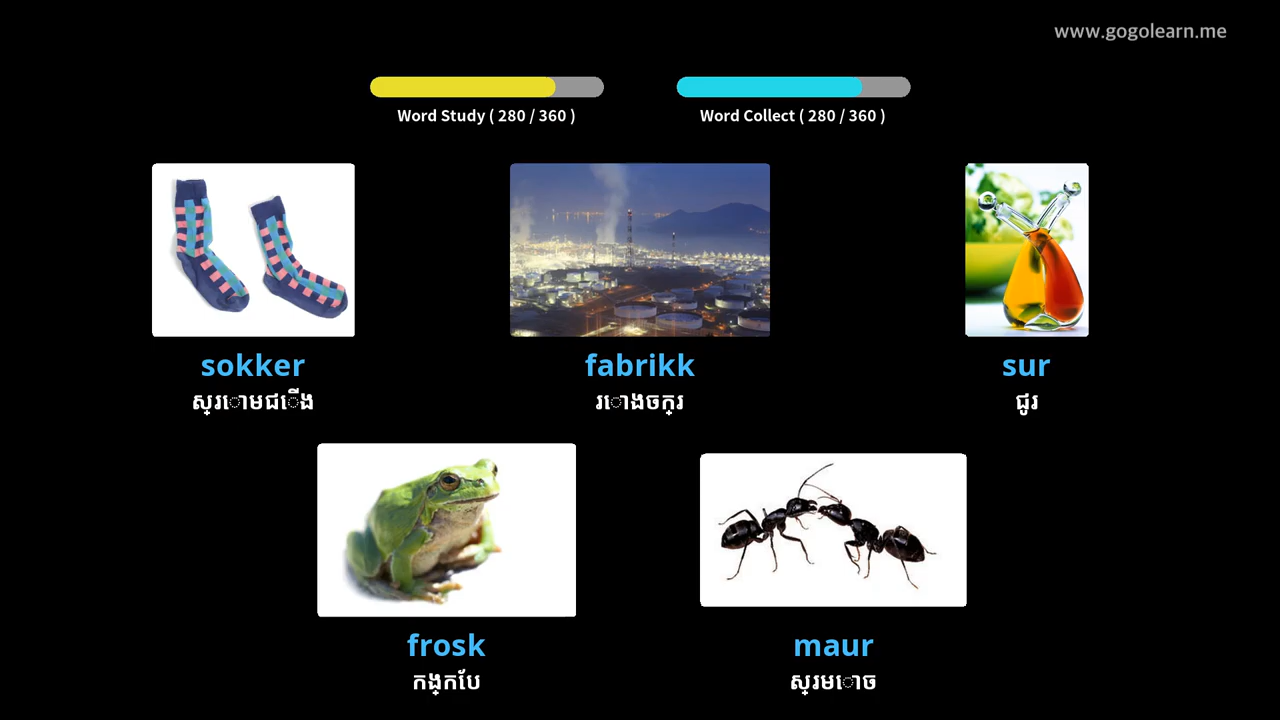 www.gogolearn.me
Word Study ( 280 / 360 )
Word Collect ( 280 / 360 )
sokker
fabrikk
sur
ស្រោមជើង
រោងចក្រ
ជូរ
frosk
maur
កង្កែប
ស្រមោច